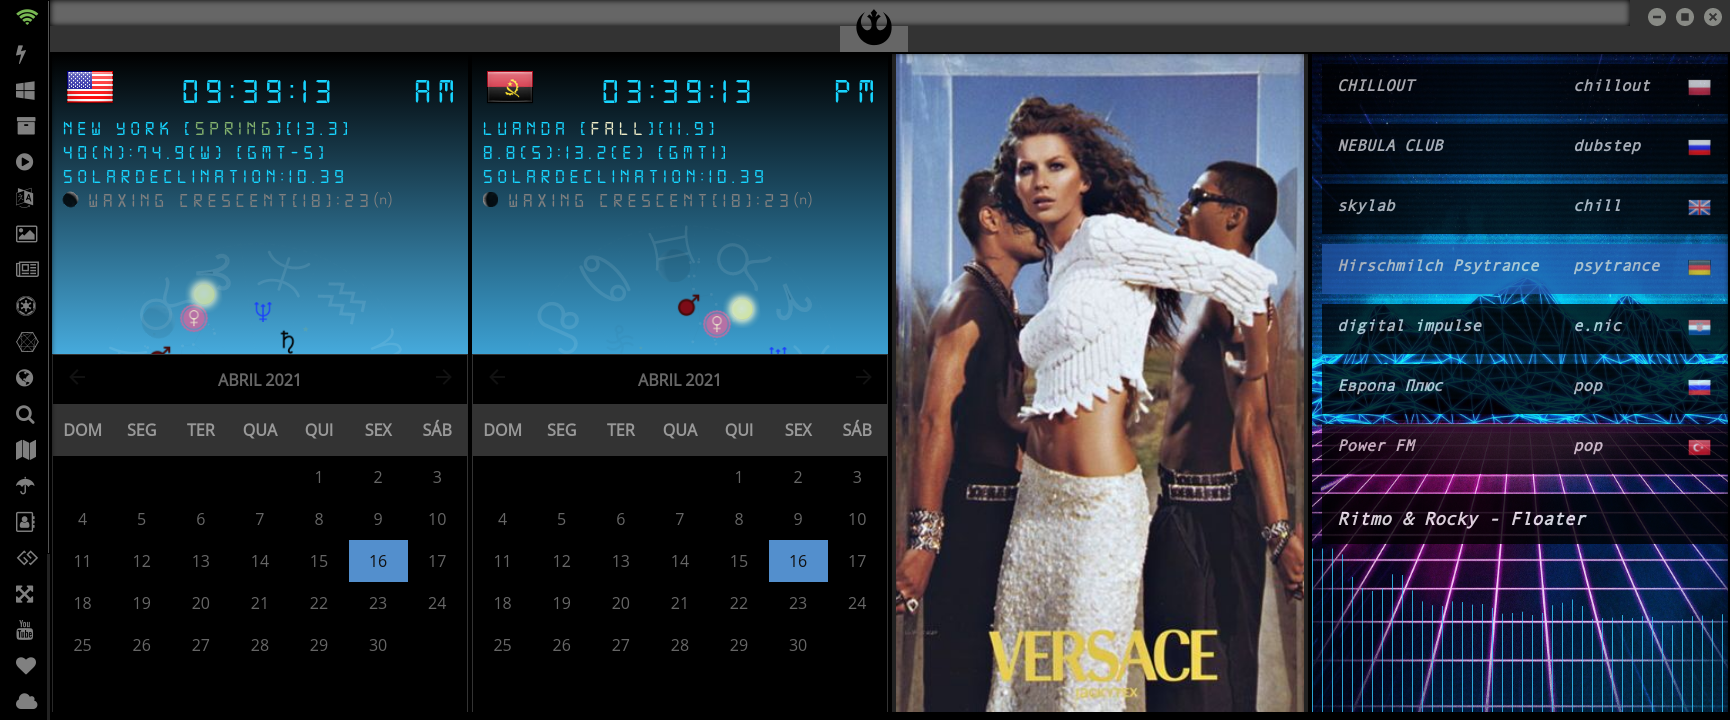 09:39:13 AM
NEW YORK [SPRING][13.3]
40(N):74.9(W) [GMT-5]
SOLARDECLINATION:10.39
WAXING CRESCENT[18]:23(n)
ABRIL 2021
DOM SEG TER QUA QUI SEX SÁB
1 2 3
4 5 6 7 8 9 10
11 12 13 14 15 16 17
18 19 20 21 22 23 24
25 26 27 28 29 30
03:39:13 PM
LUANDA [FALL][11.9]
8.8(S):13.2(E) [GMT1]
SOLARDECLINATION:10.39
WAXING CRESCENT[18]:23(n)
ABRIL 2021
DOM SEG TER QUA QUI SEX SÁB
1 2 3
4 5 6 7 8 9 10
11 12 13 14 15 16 17
18 19 20 21 22 23 24
25 26 27 28 29 30
VERSACE
CHILLOUT chillout
NEBULA CLUB dubstep
skylab chill
Hirschmilch Psytrance psytrance
digital impulse e.nic
Европа Плюс pop
Power FM pop
Ritmo & Rocky - Floater
You
Tube